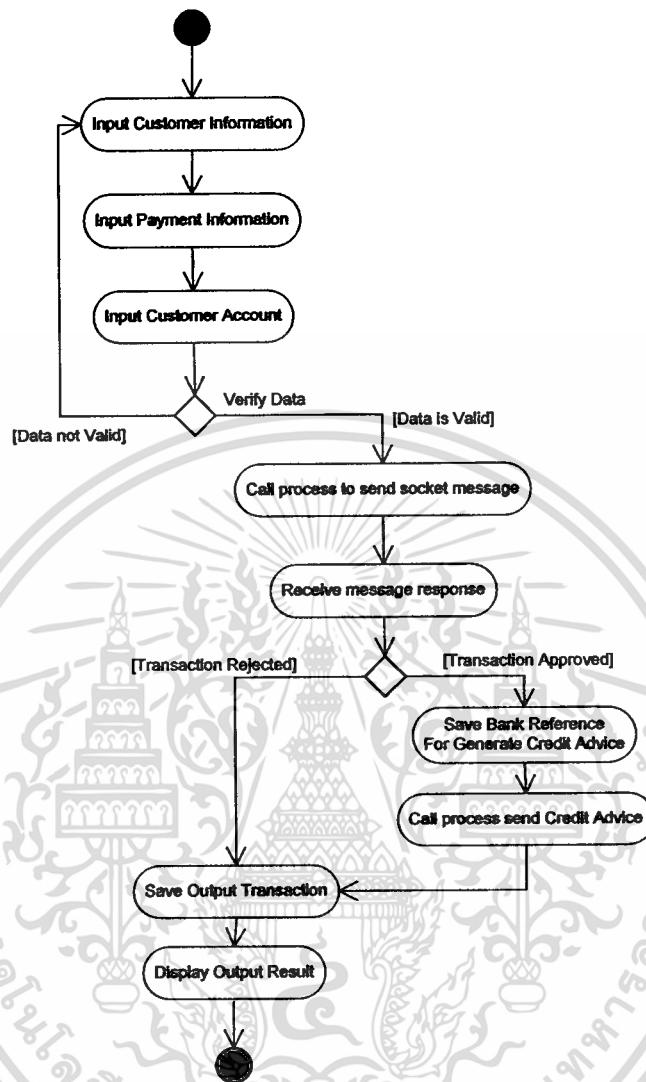 Input Customer Information
Input Payment Information
Input Customer Account
Verify Data
[Data not Valid]
[Data is Valid]
Call process to send socket message
Receive message response
[Transaction Rejected]
[Transaction Approved]
Save Bank Reference
For Generate Credit Advice
Call process send Credit Advice
Save Output Transaction
Display Output Result